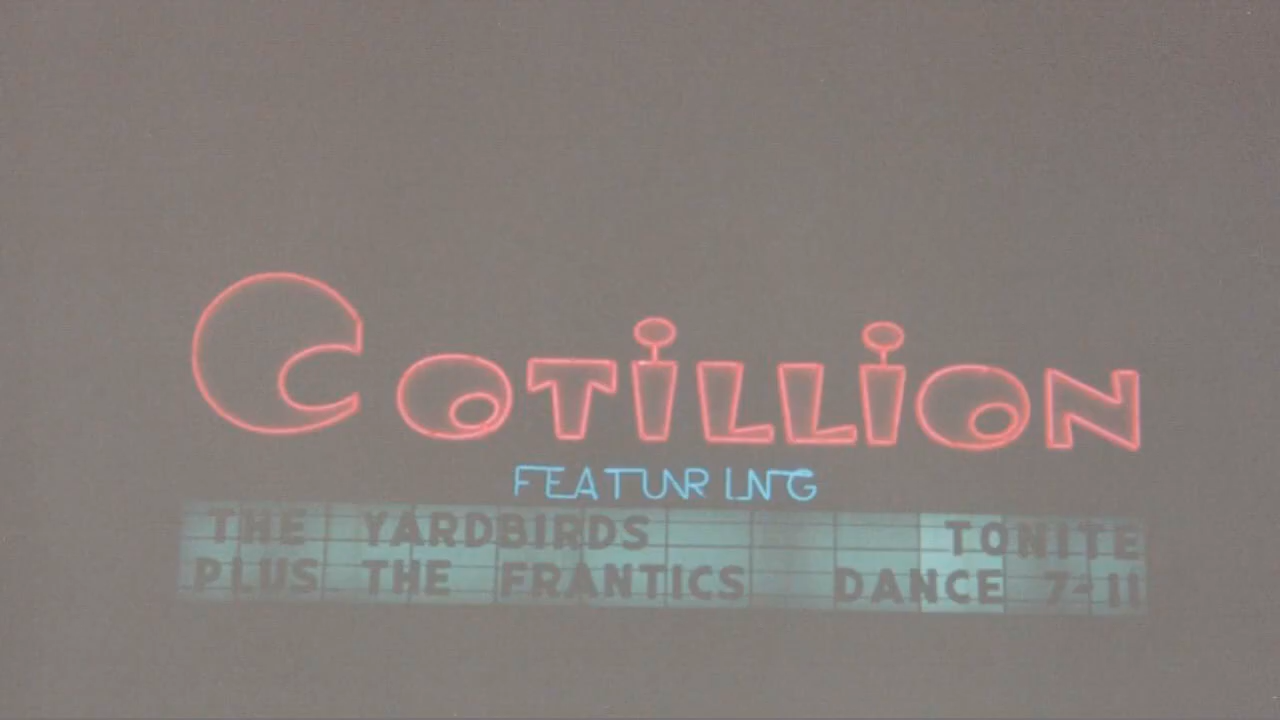 COTILLION
FEATURING
THE YARDBIRDS TONITE
PLUS THE FRANTICS DANCE 7-11